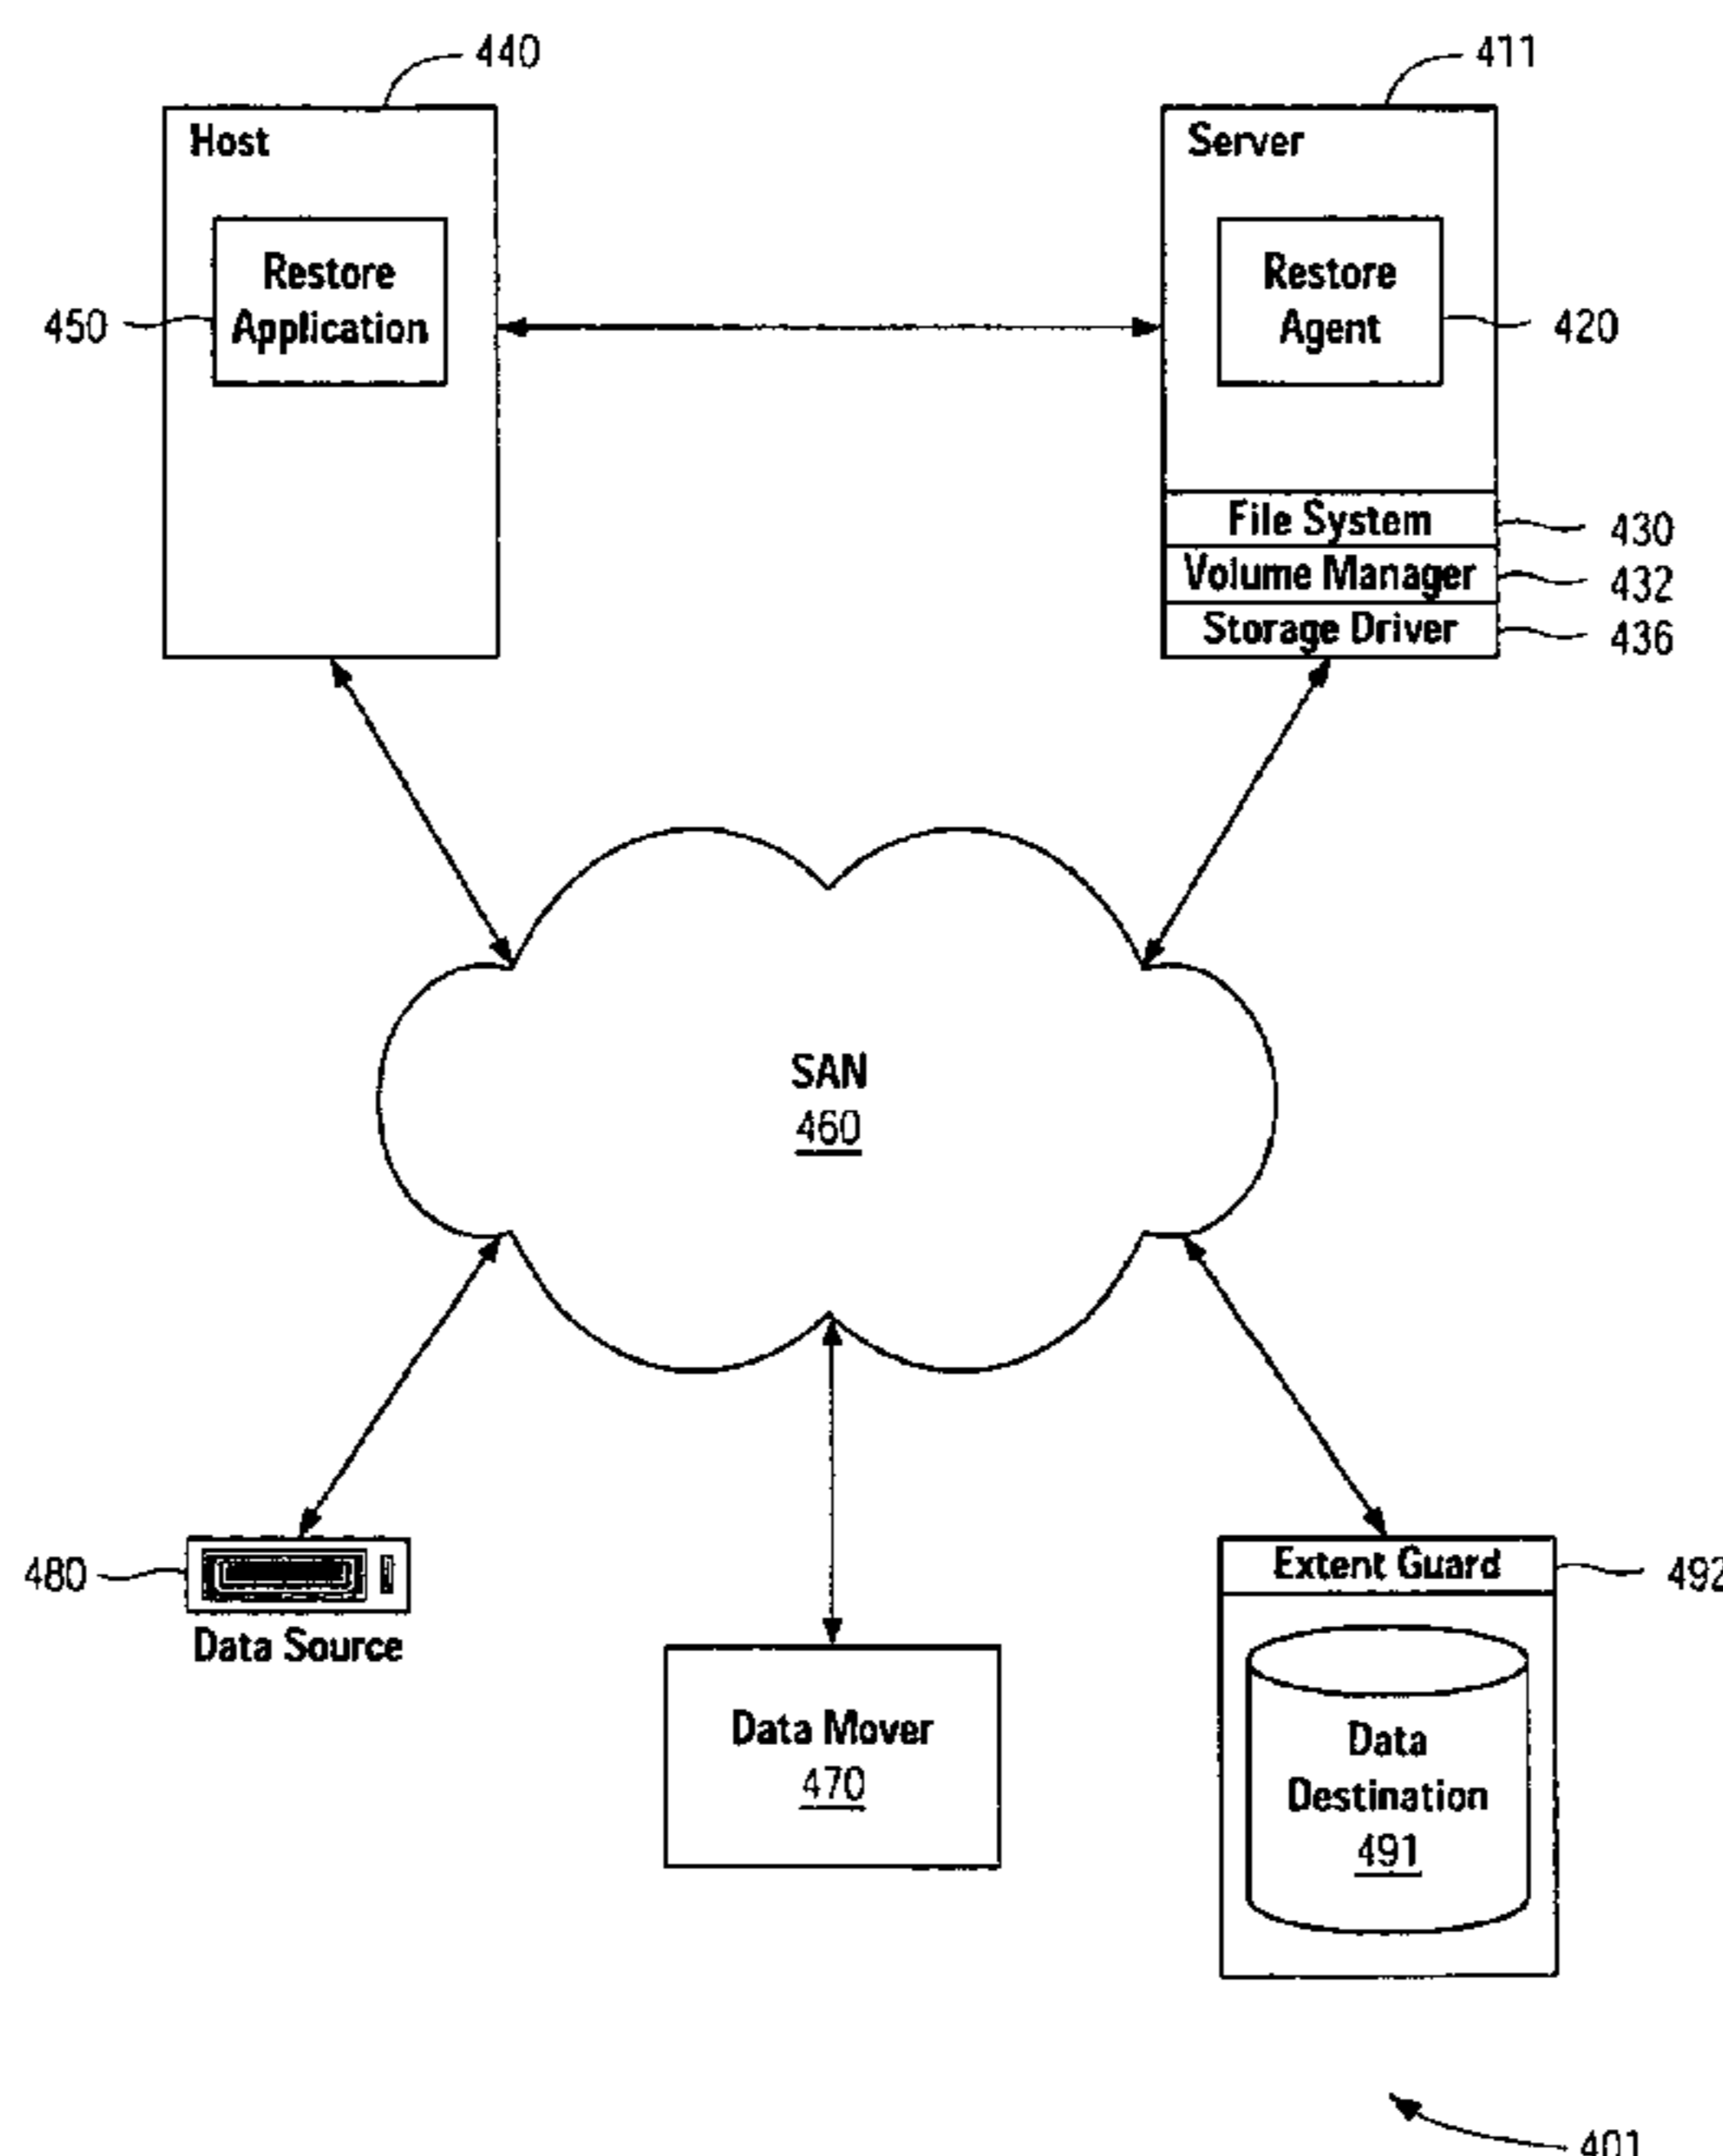 440
411
Host
Server
Restore
Application
450
Restore
Agent
420
File System
430
Volume Manager
432
Storage Driver
436
SAN
460
480
Data Source
Extent Guard
492
Data Mover
470
Data
Destination
491
401